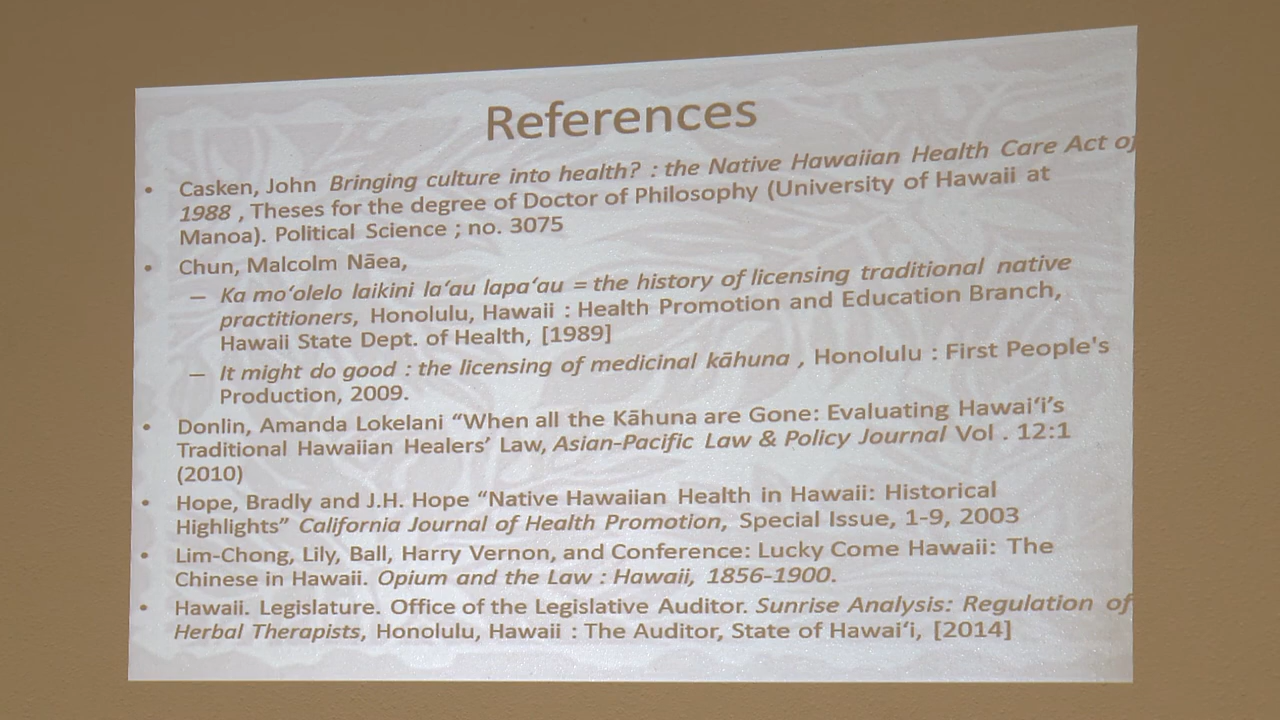 References
• Casken, John Bringing culture into health? : the Native Hawaiian Health Care Act of
1988 , Theses for the degree of Doctor of Philosophy (University of Hawaii at
Manoa). Political Science ; no. 3075
• Chun, Malcolm Nāea,
– Ka moʻolelo laikini laʻau lapaʻau = the history of licensing traditional native
practitioners, Honolulu, Hawaii : Health Promotion and Education Branch,
Hawaii State Dept. of Health, [1989]
– It might do good : the licensing of medicinal kāhuna , Honolulu : First People's
Production, 2009.
• Donlin, Amanda Lokelani “When all the Kāhuna are Gone: Evaluating Hawaiʻi’s
Traditional Hawaiian Healers’ Law, Asian-Pacific Law & Policy Journal Vol . 12:1
(2010)
• Hope, Bradly and J.H. Hope “Native Hawaiian Health in Hawaii: Historical
Highlights” California Journal of Health Promotion, Special Issue, 1-9, 2003
• Lim-Chong, Lily, Ball, Harry Vernon, and Conference: Lucky Come Hawaii: The
Chinese in Hawaii. Opium and the Law : Hawaii, 1856-1900.
• Hawaii. Legislature. Office of the Legislative Auditor. Sunrise Analysis: Regulation of
Herbal Therapists, Honolulu, Hawaii : The Auditor, State of Hawaiʻi, [2014]